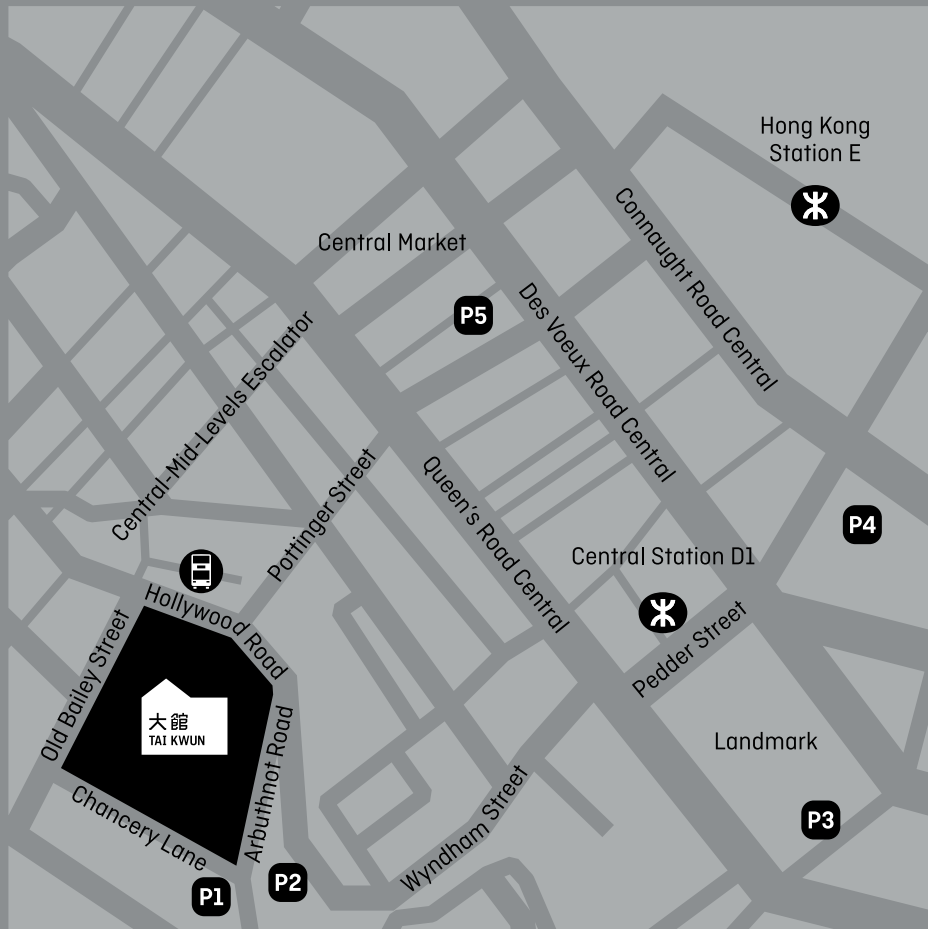 Hong Kong
Station E
Connaught Road Central
Central Market
P5
Des Voeux Road Central
Central-Mid-Levels Escalator
Pottinger Street
Queen's Road Central
P4
Central Station D1
Pedder Street
Hollywood Road
Old Bailey Street
大館
TAI KWUN
Arbuthnot Road
Chancery Lane
Landmark
Wyndham Street
P3
P2
P1